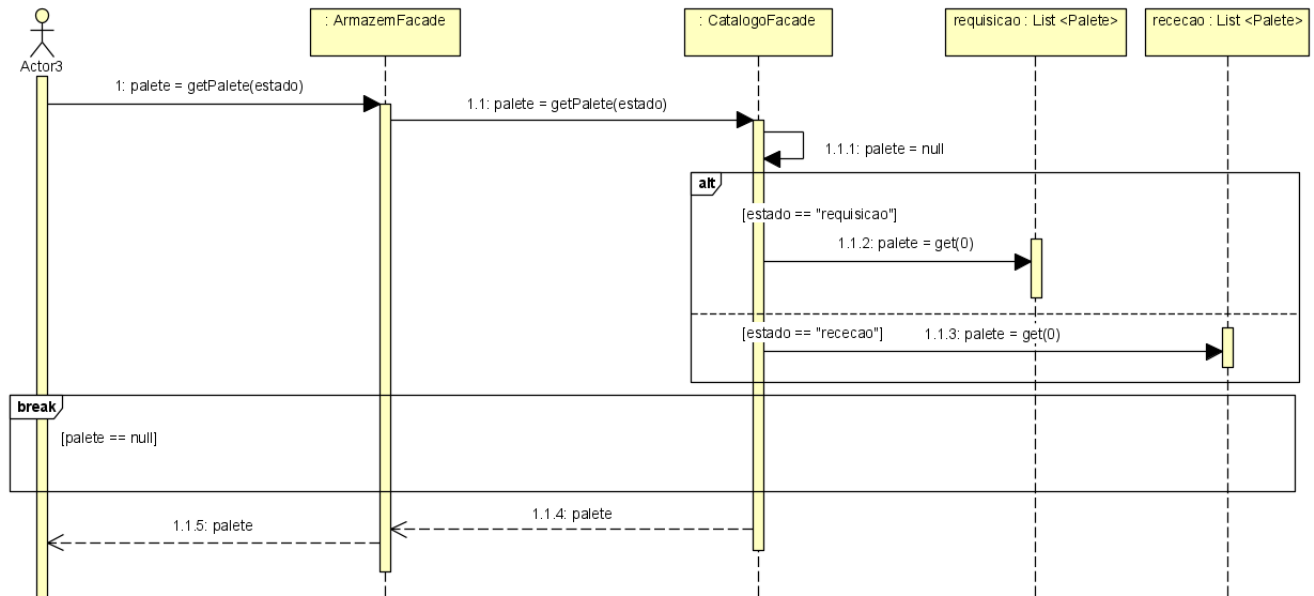 : ArmazemFacade
: CatalogoFacade
requisicao : List <Palete>
rececao : List <Palete>
Actor3
1: palete = getPalete(estado)
1.1: palete = getPalete(estado)
1.1.1: palete = null
alt
[estado == "requisicao"]
1.1.2: palete = get(0)
[estado == "rececao"]
1.1.3: palete = get(0)
break
[palete == null]
1.1.4: palete
1.1.5: palete